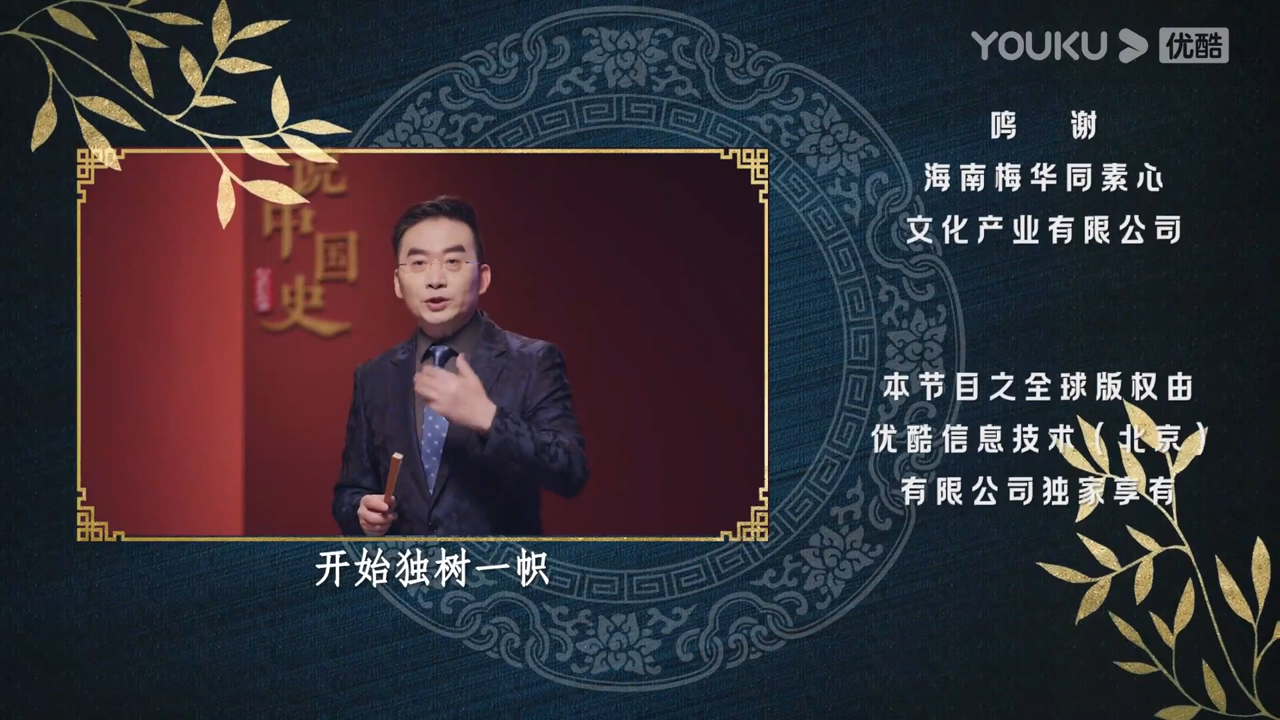 YOUKU 优酷
鸣 谢
海南梅华同素心
文化产业有限公司
说
中国
史
本节目之全球版权由
优酷信息技术（北京）
有限公司独家享有
开始独树一帜